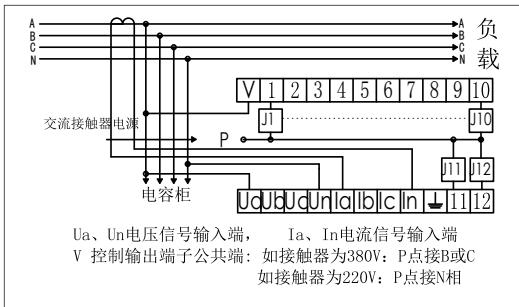 A A 负
B B
C C 载
N N
V 1 2 3 4 5 6 7 8 9 10
J1 J10
交流接触器电源 P
J11 J12
电容柜
Ua Ub Uc Un Ia Ib Ic In ⏚ 11 12
Ua、Un电压信号输入端， Ia、In电流信号输入端
V 控制输出端子公共端: 如接触器为380V: P点接B或C
如接触器为220V: P点接N相